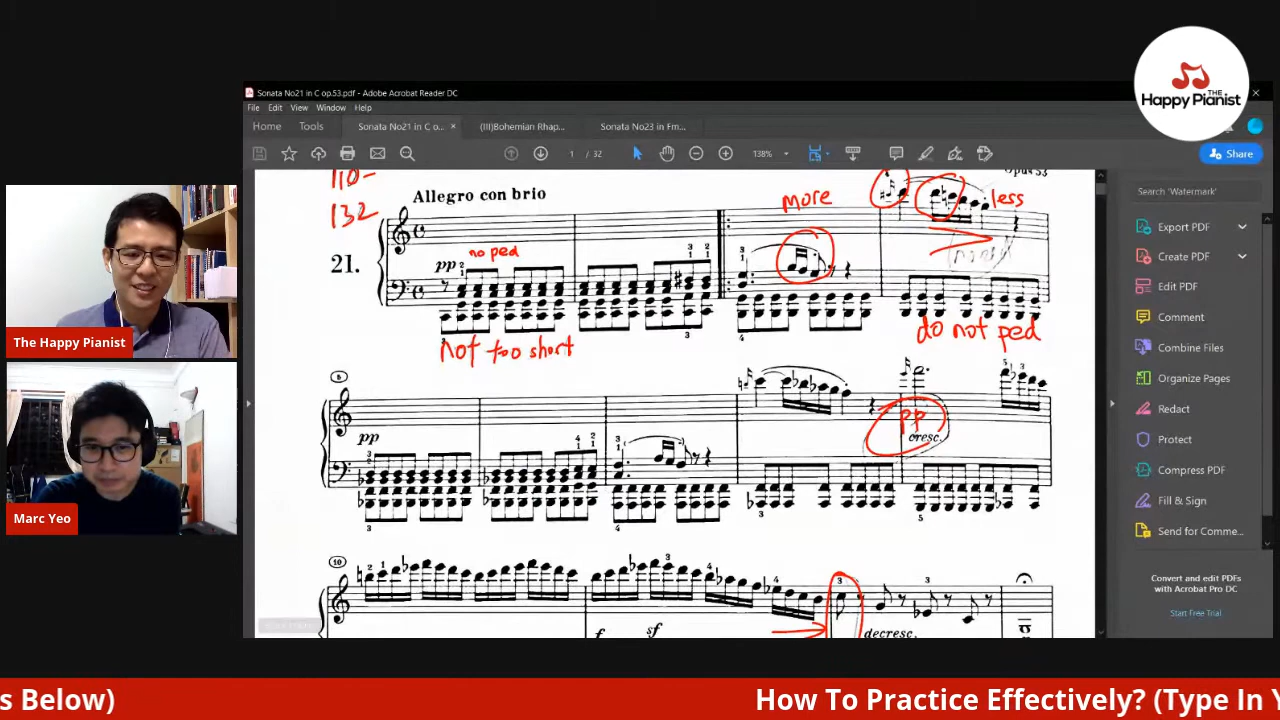 THE
Happy Pianist
Sonata No21 in C op.53.pdf - Adobe Acrobat Reader DC
File Edit View Window Help
Home Tools Sonata No21 in C o... × (III)Bohemian Rhap... Sonata No23 in Fm...
1 / 32 138% Share
110-
132
Allegro con brio
more
less
Opus 53
21.
pp
no ped
not too short
do not ped
5
pp
pp
cresc.
10
f sf
decresc.
Search 'Watermark'
Export PDF
Create PDF
Edit PDF
Comment
Combine Files
Organize Pages
Redact
Protect
Compress PDF
Fill & Sign
Send for Comme...
Convert and edit PDFs
with Acrobat Pro DC
Start Free Trial
The Happy Pianist
Marc Yeo
s Below) How To Practice Effectively? (Type In Y